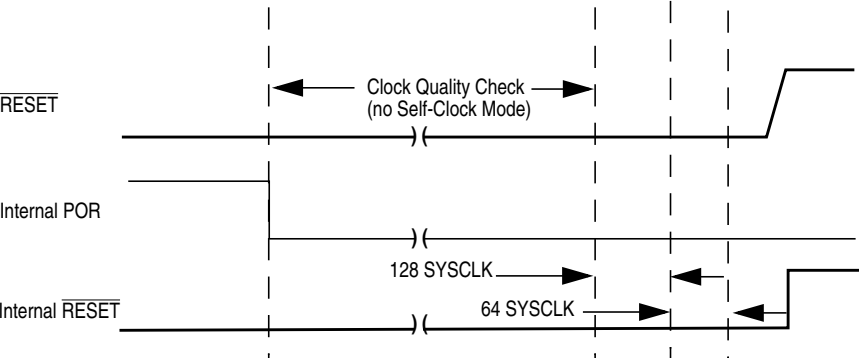 Clock Quality Check
(no Self-Clock Mode)
RESET
Internal POR
128 SYSCLK
64 SYSCLK
Internal RESET